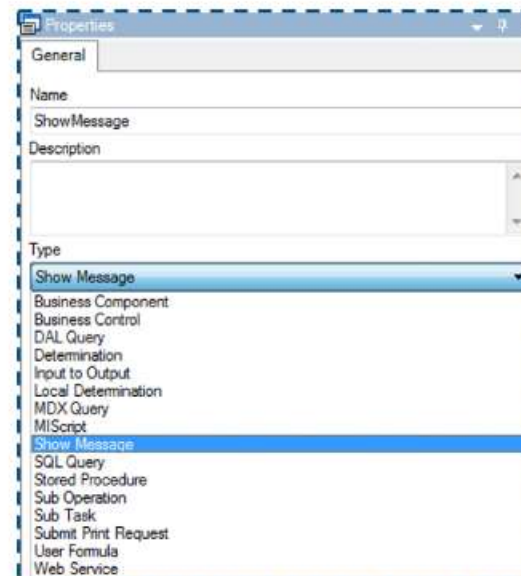 Properties
General
Name
ShowMessage
Description
Type
Show Message
Business Component
Business Control
DAL Query
Determination
Input to Output
Local Determination
MDX Query
MIScript
Show Message
SQL Query
Stored Procedure
Sub Operation
Sub Task
Submit Print Request
User Formula
Web Service